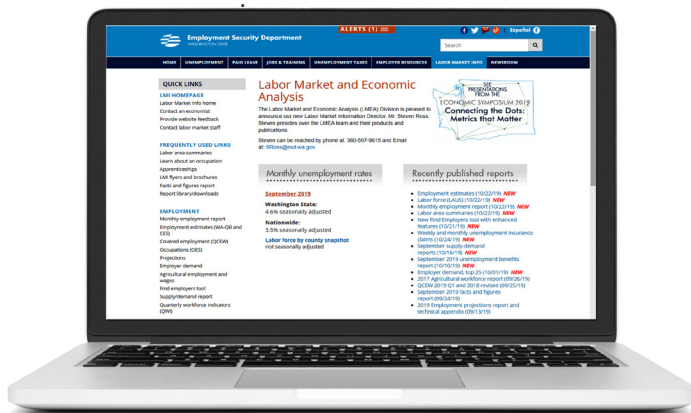 ALERTS (1)
Español
Employment Security Department
WASHINGTON STATE
Search
HOME UNEMPLOYMENT PAID LEAVE JOBS & TRAINING UNEMPLOYMENT TAXES EMPLOYER RESOURCES LABOR MARKET INFO NEWSROOM
QUICK LINKS
LMI HOMEPAGE
Labor Market Info home
Contact an economist
Provide website feedback
Contact labor market staff
FREQUENTLY USED LINKS
Labor area summaries
Learn about an occupation
Apprenticeships
LMI flyers and brochures
Facts and figures report
Report library/downloads
EMPLOYMENT
Monthly employment report
Employment estimates (WA-QB and
CES)
Covered employment (QCEW)
Occupations (OES)
Projections
Employer demand
Agricultural employment and
wages
Find employers tool
Supply/demand report
Quarterly workforce indicators
(QWI)
Labor Market and Economic
Analysis
The Labor Market and Economic Analysis (LMEA) Division is pleased to
announce our new Labor Market Information Director, Mr. Steven Ross.
Steven presides over the LMEA team and their products and
publications.
Steven can be reached by phone at: 360-507-9615 and Email
at: SRoss@esd.wa.gov
SEE
PRESENTATIONS
FROM THE
ECONOMIC SYMPOSIUM 2019
Connecting the Dots:
Metrics that Matter
Monthly unemployment rates
September 2019
Washington State:
4.6% seasonally adjusted
Nationwide:
3.5% seasonally adjusted
Labor force by county snapshot
not seasonally adjusted
Recently published reports
Employment estimates (10/22/19) NEW
Labor force (LAUS) (10/22/19) NEW
Monthly employment report (10/22/19) NEW
Labor area summaries (10/22/19) NEW
New Find Employers tool with enhanced
features (10/21/19) NEW
Weekly and monthly unemployment insurance
claims (10/24/19) NEW
September supply-demand
reports (10/16/19) NEW
September 2019 unemployment benefits
report (10/10/19) NEW
Employer demand, top 25 (10/01/19) NEW
2017 Agricultural workforce report (09/26/19)
QCEW 2019 Q1 and 2018 revised (09/25/19)
September 2019 facts and figures
report (09/24/19)
2019 Employment projections report and
technical appendix (09/13/19)